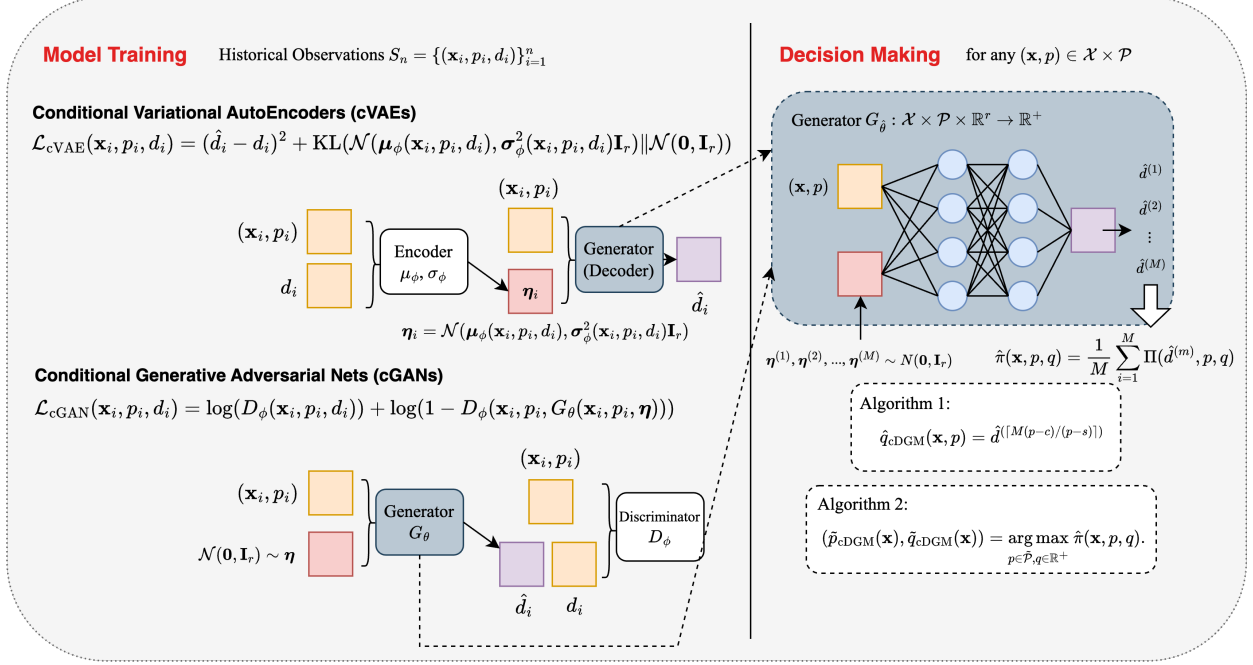 Model Training
Historical Observations $S_n = \{(\mathbf{x}_i, p_i, d_i)\}_{i=1}^n$
Conditional Variational AutoEncoders (cVAEs)
$\mathcal{L}_{\mathrm{cVAE}}(\mathbf{x}_i, p_i, d_i) = (\hat{d}_i - d_i)^2 + \mathrm{KL}(\mathcal{N}(\boldsymbol{\mu}_\phi(\mathbf{x}_i, p_i, d_i), \boldsymbol{\sigma}_\phi^2(\mathbf{x}_i, p_i, d_i)\mathbf{I}_r) \| \mathcal{N}(\mathbf{0}, \mathbf{I}_r))$
$(\mathbf{x}_i, p_i)$
$d_i$
Encoder
$\mu_\phi, \sigma_\phi$
$(\mathbf{x}_i, p_i)$
$\boldsymbol{\eta}_i$
Generator
(Decoder)
$\hat{d}_i$
$\boldsymbol{\eta}_i = \mathcal{N}(\boldsymbol{\mu}_\phi(\mathbf{x}_i, p_i, d_i), \boldsymbol{\sigma}_\phi^2(\mathbf{x}_i, p_i, d_i)\mathbf{I}_r)$
Conditional Generative Adversarial Nets (cGANs)
$\mathcal{L}_{\mathrm{cGAN}}(\mathbf{x}_i, p_i, d_i) = \log(D_\phi(\mathbf{x}_i, p_i, d_i)) + \log(1 - D_\phi(\mathbf{x}_i, p_i, G_\theta(\mathbf{x}_i, p_i, \boldsymbol{\eta})))$
$(\mathbf{x}_i, p_i)$
$\mathcal{N}(\mathbf{0}, \mathbf{I}_r) \sim \boldsymbol{\eta}$
Generator
$G_\theta$
$(\mathbf{x}_i, p_i)$
$\hat{d}_i$
$d_i$
Discriminator
$D_\phi$
Decision Making
for any $(\mathbf{x}, p) \in \mathcal{X} \times \mathcal{P}$
Generator $G_{\hat{\theta}} : \mathcal{X} \times \mathcal{P} \times \mathbb{R}^r \to \mathbb{R}^+$
$(\mathbf{x}, p)$
$\hat{d}^{(1)}$
$\hat{d}^{(2)}$
$\vdots$
$\hat{d}^{(M)}$
$\boldsymbol{\eta}^{(1)}, \boldsymbol{\eta}^{(2)}, ..., \boldsymbol{\eta}^{(M)} \sim N(\mathbf{0}, \mathbf{I}_r)$
$\hat{\pi}(\mathbf{x}, p, q) = \frac{1}{M} \sum_{i=1}^{M} \Pi(\hat{d}^{(m)}, p, q)$
Algorithm 1:
$\hat{q}_{\mathrm{cDGM}}(\mathbf{x}, p) = \hat{d}^{(\lceil M(p-c)/(p-s) \rceil)}$
Algorithm 2:
$(\tilde{p}_{\mathrm{cDGM}}(\mathbf{x}), \tilde{q}_{\mathrm{cDGM}}(\mathbf{x})) = \underset{p \in \tilde{\mathcal{P}}, q \in \mathbb{R}^+}{\arg\max}\ \hat{\pi}(\mathbf{x}, p, q).$